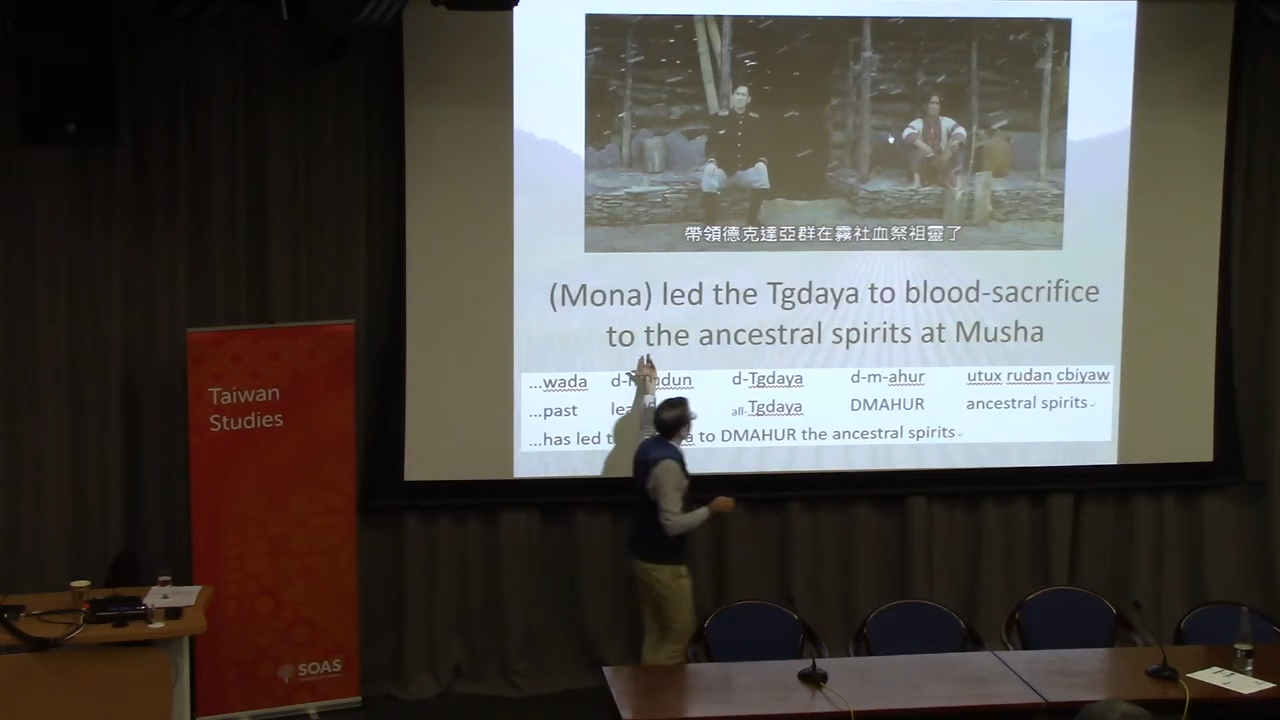 帶領德克達亞群在霧社血祭祖靈了
(Mona) led the Tgdaya to blood-sacrifice
to the ancestral spirits at Musha
...wada d-Tgdaya d-m-ahur utux rudan cbiyaw
...past all-Tgdaya DMAHUR ancestral spirits
...has led to DMAHUR the ancestral spirits
Taiwan
Studies
SOAS